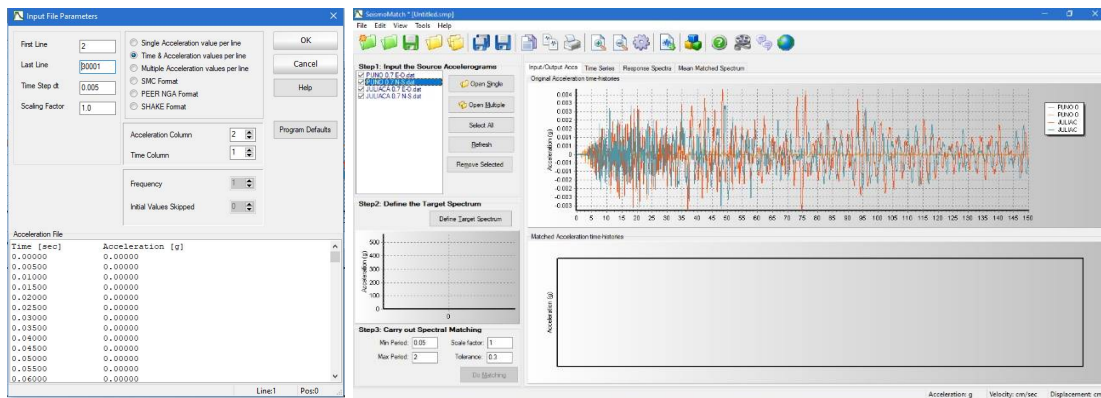 Input File Parameters
First Line 2
Last Line 00001
Time Step dt 0.005
Scaling Factor 1.0
Single Acceleration value per line
Time & Acceleration values per line
Multiple Acceleration values per line
SMC Format
PEER NGA Format
SHAKE Format
Acceleration Column 2
Time Column 1
Frequency 1
Initial Values Skipped 0
OK
Cancel
Help
Program Defaults
Acceleration File
Time [sec] Acceleration [g]
0.00000 0.00000
0.00500 0.00000
0.01000 0.00000
0.01500 0.00000
0.02000 0.00000
0.02500 0.00000
0.03000 0.00000
0.03500 0.00000
0.04000 0.00000
0.04500 0.00000
0.05000 0.00000
0.05500 0.00000
0.06000 0.00000
Line:1 Pos:0
SeismoMatch * [Untitled.smp]
File Edit View Tools Help
Step1: Input the Source Accelerograms
PUNO 0.7 E-O.dat
PUNO 0.7 N-S.dat
JULIACA 0.7 E-O.dat
JULIACA 0.7 N-S.dat
Open Single
Open Multiple
Select All
Refresh
Remove Selected
Step2: Define the Target Spectrum
Define Target Spectrum
Acceleration (g)
500
400
300
200
100
0
0
Step3: Carry out Spectral Matching
Min Period: 0.05 Scale factor: 1
Max Period: 2 Tolerance: 0.3
Do Matching
Input/Output Accs Time Series Response Spectra Mean Matched Spectrum
Original Acceleration time-histories
Acceleration (g)
0.004
0.003
0.003
0.002
0.002
0.001
0.001
0
-0.001
-0.001
-0.002
-0.002
-0.003
0 5 10 15 20 25 30 35 40 45 50 55 60 65 70 75 80 85 90 95 100 105 110 115 120 125 130 135 140 145 150
PUNO 0
PUNO 0
JULIAC
JULIAC
Matched Acceleration time-histories
Acceleration (g)
Acceleration: g Velocity: cm/sec Displacement: cm